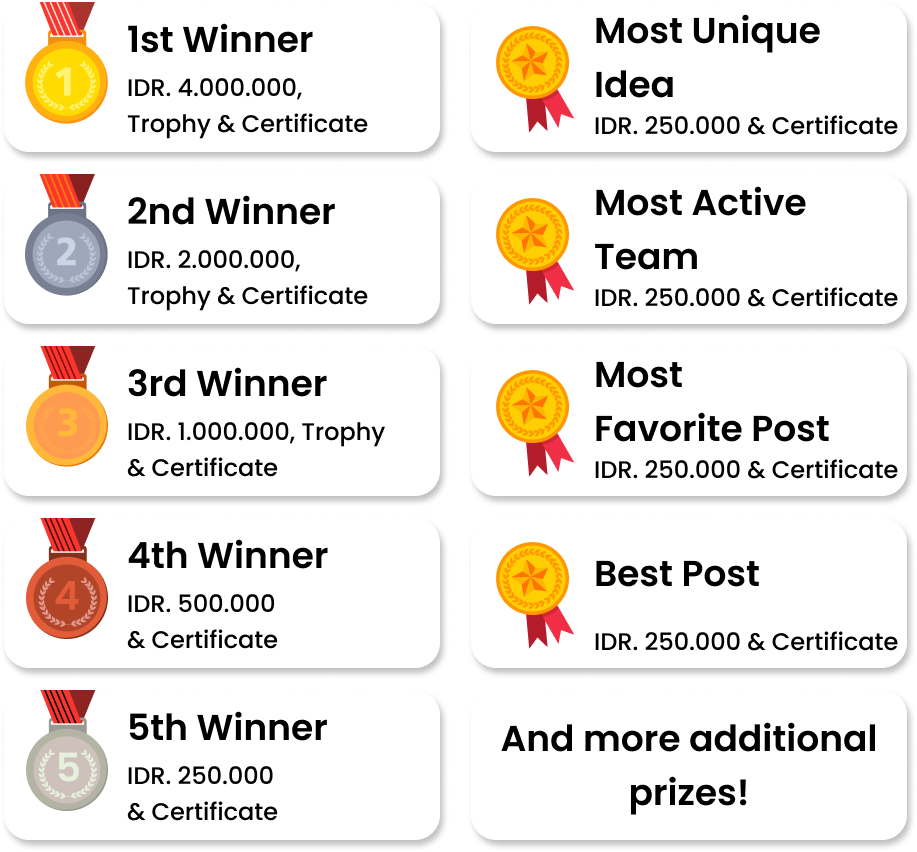 1
1st Winner
IDR. 4.000.000,
Trophy & Certificate
Most Unique
Idea
IDR. 250.000 & Certificate
2
2nd Winner
IDR. 2.000.000,
Trophy & Certificate
Most Active
Team
IDR. 250.000 & Certificate
3
3rd Winner
IDR. 1.000.000, Trophy
& Certificate
Most
Favorite Post
IDR. 250.000 & Certificate
4
4th Winner
IDR. 500.000
& Certificate
Best Post
IDR. 250.000 & Certificate
5
5th Winner
IDR. 250.000
& Certificate
And more additional
prizes!